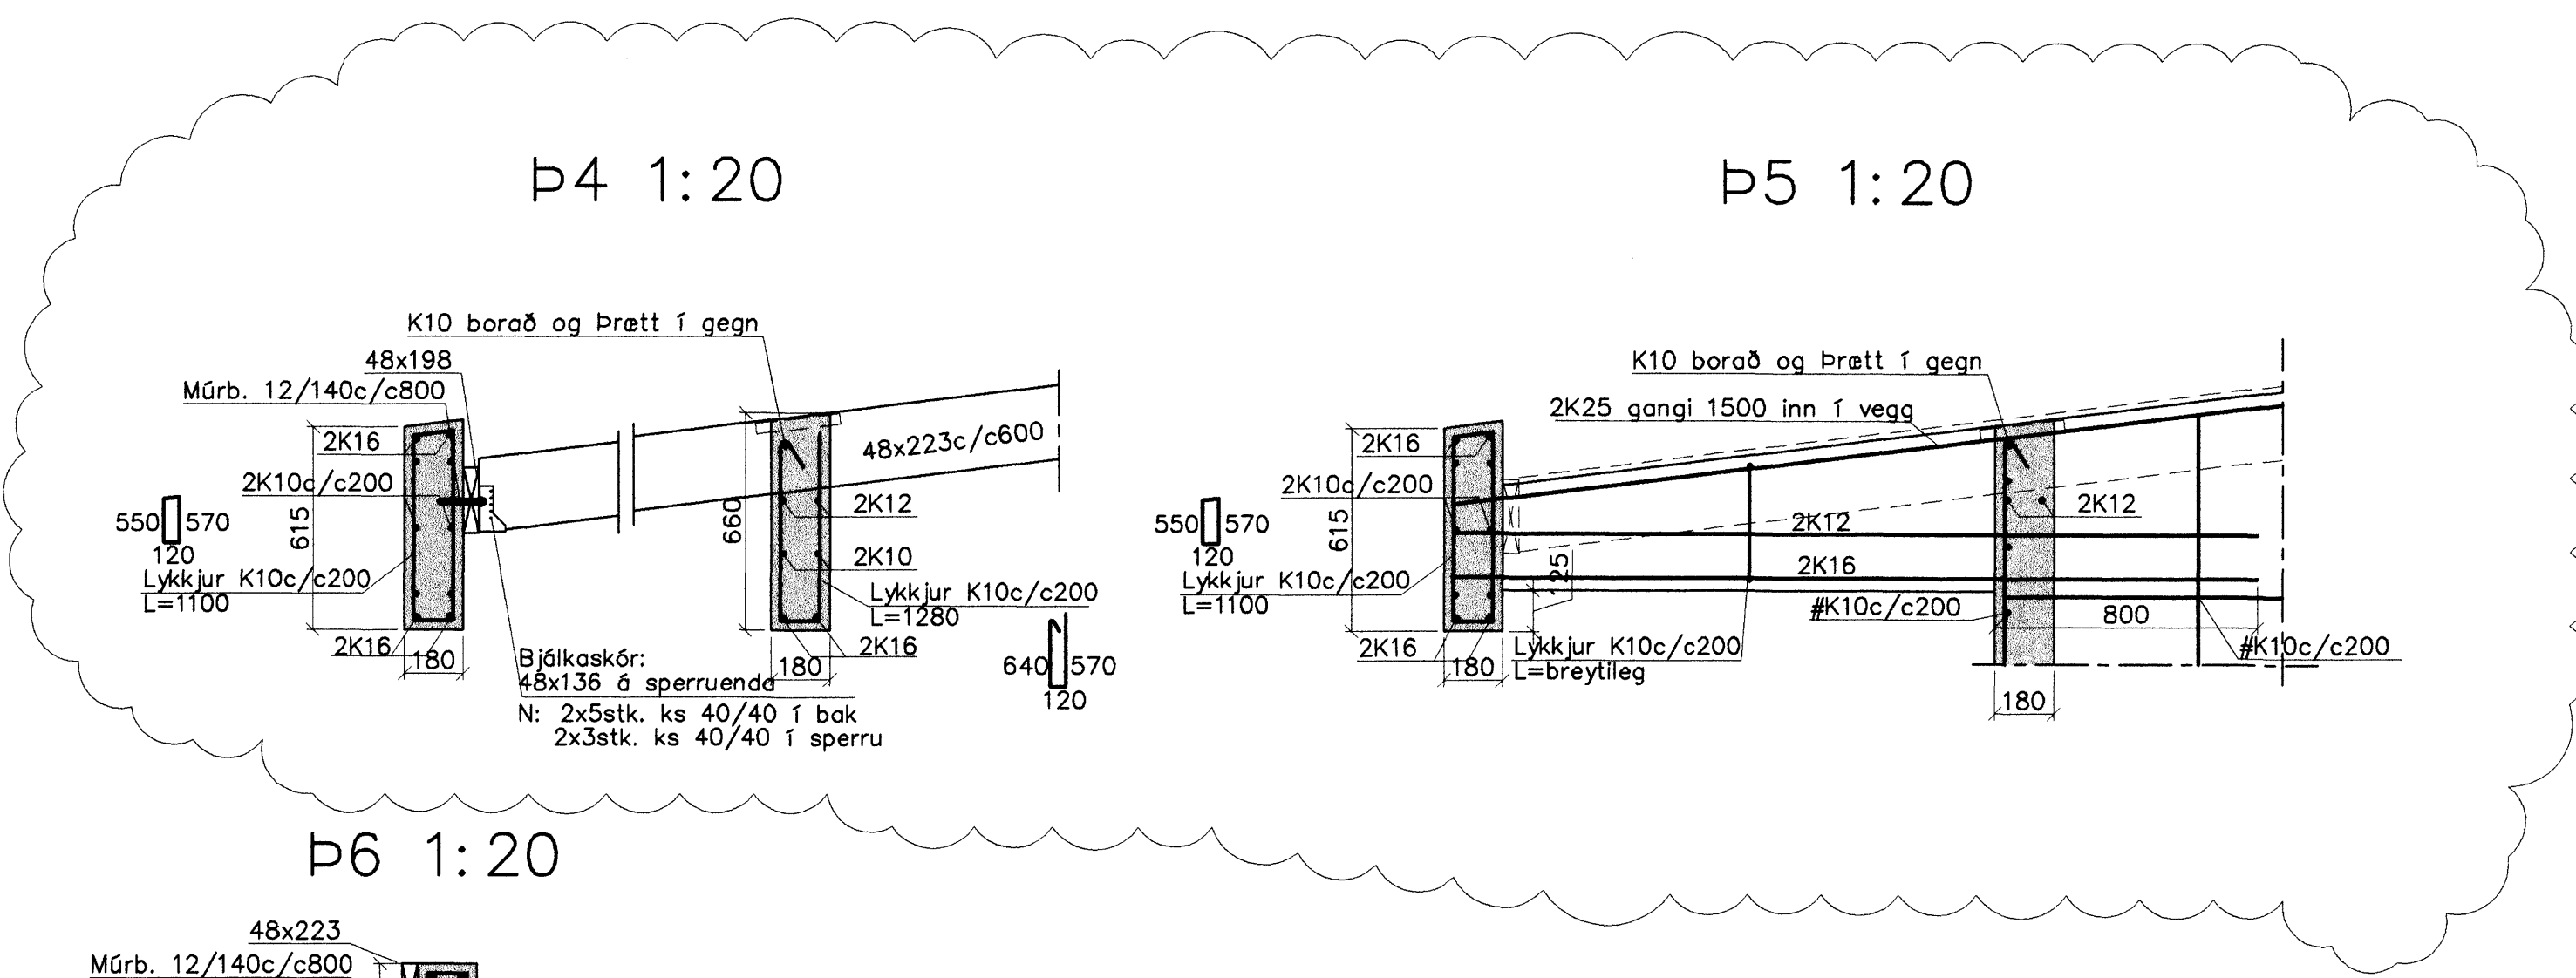 Þ4 1:20
K10 borað og Þrætt í gegn
48x198
Múrb. 12/140c/c800
2K16
2K10c/c200
550
570
120
615
Lykkjur K10c/c200
L=1100
2K16
180
660
48x223c/c600
2K12
2K10
Lykkjur K10c/c200
L=1280
2K16
180
640
570
120
Bjálkaskór:
48x136 á sperruenda
N: 2x5stk. ks 40/40 í bak
2x3stk. ks 40/40 í sperru
Þ5 1:20
K10 borað og Þrætt í gegn
2K25 gangi 1500 inn í vegg
2K16
2K10c/c200
550
570
120
615
Lykkjur K10c/c200
L=1100
2K16
180
125
2K12
2K12
2K16
#K10c/c200
800
Lykkjur K10c/c200
L=breytileg
#K10c/c200
180
Þ6 1:20
48x223
Múrb. 12/140c/c800